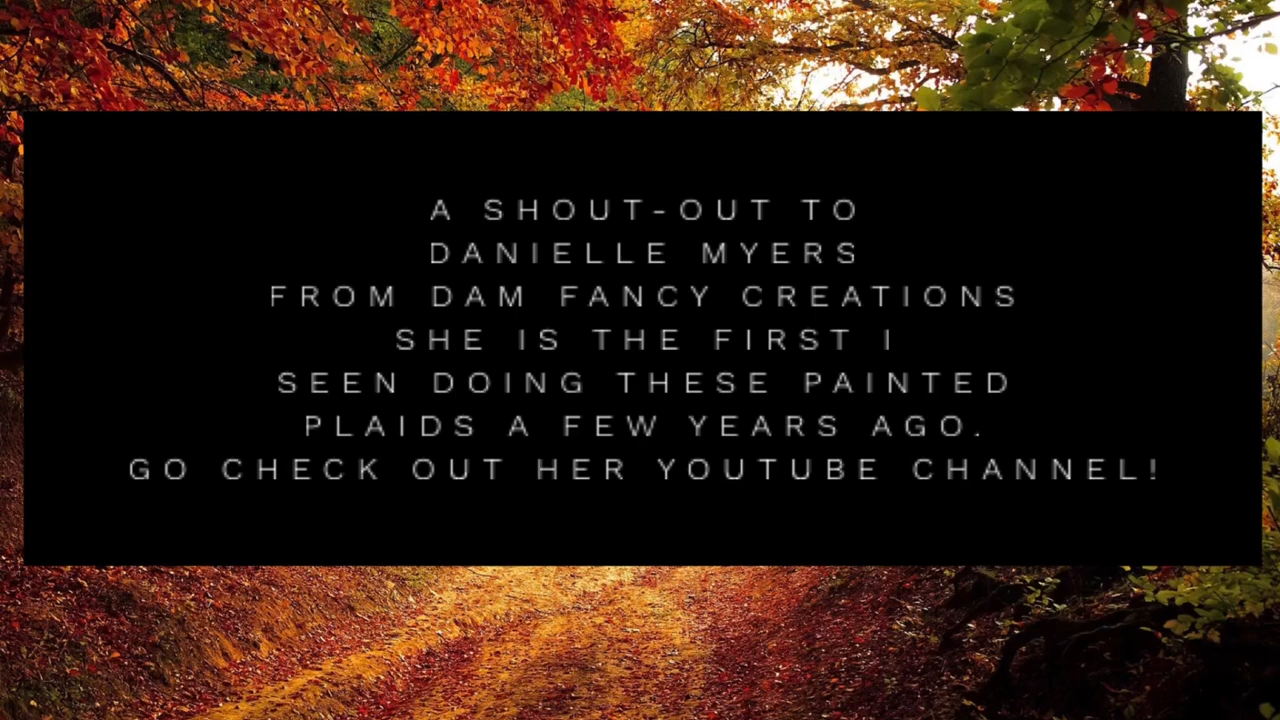 A SHOUT-OUT TO
DANIELLE MYERS
FROM DAM FANCY CREATIONS
SHE IS THE FIRST I
SEEN DOING THESE PAINTED
PLAIDS A FEW YEARS AGO.
GO CHECK OUT HER YOUTUBE CHANNEL!